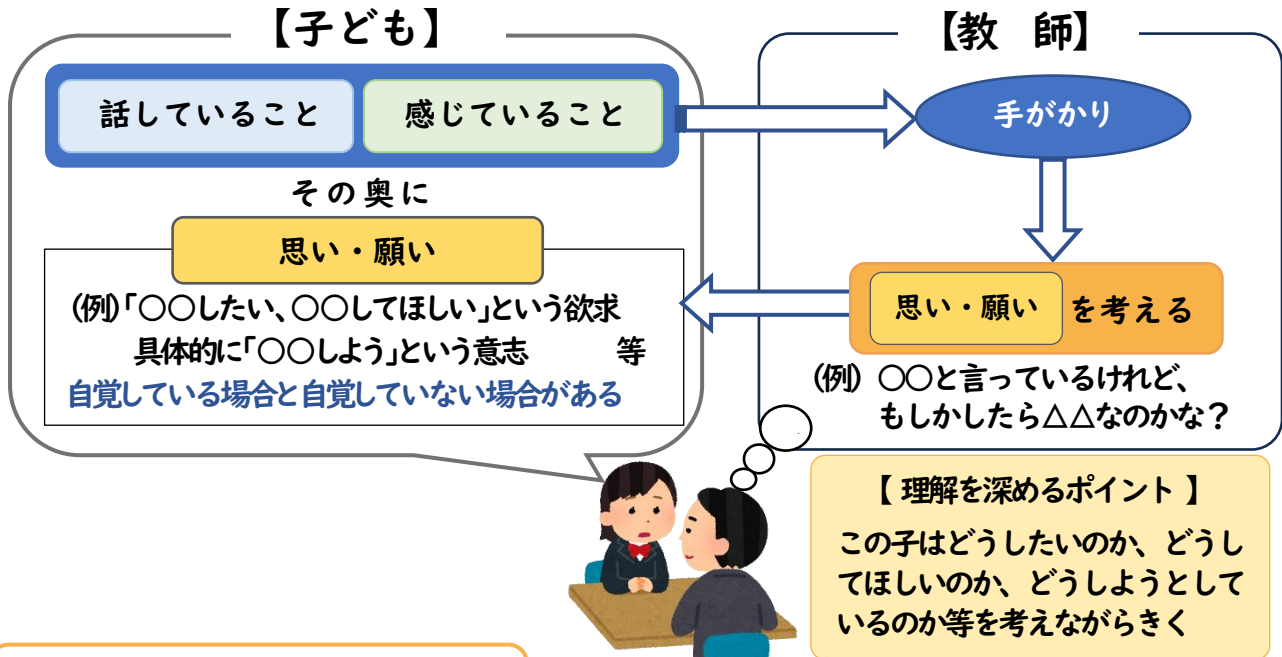 【子ども】
話していること
感じていること
その奥に
思い・願い
(例)「○○したい、○○してほしい」という欲求
具体的に「○○しよう」という意志 等
自覚している場合と自覚していない場合がある
【教 師】
手がかり
思い・願い を考える
(例) ○○と言っているけれど、
もしかしたら△△なのかな？
【 理解を深めるポイント 】
この子はどうしたいのか、どうし
てほしいのか、どうしようとして
いるのか等を考えながらきく